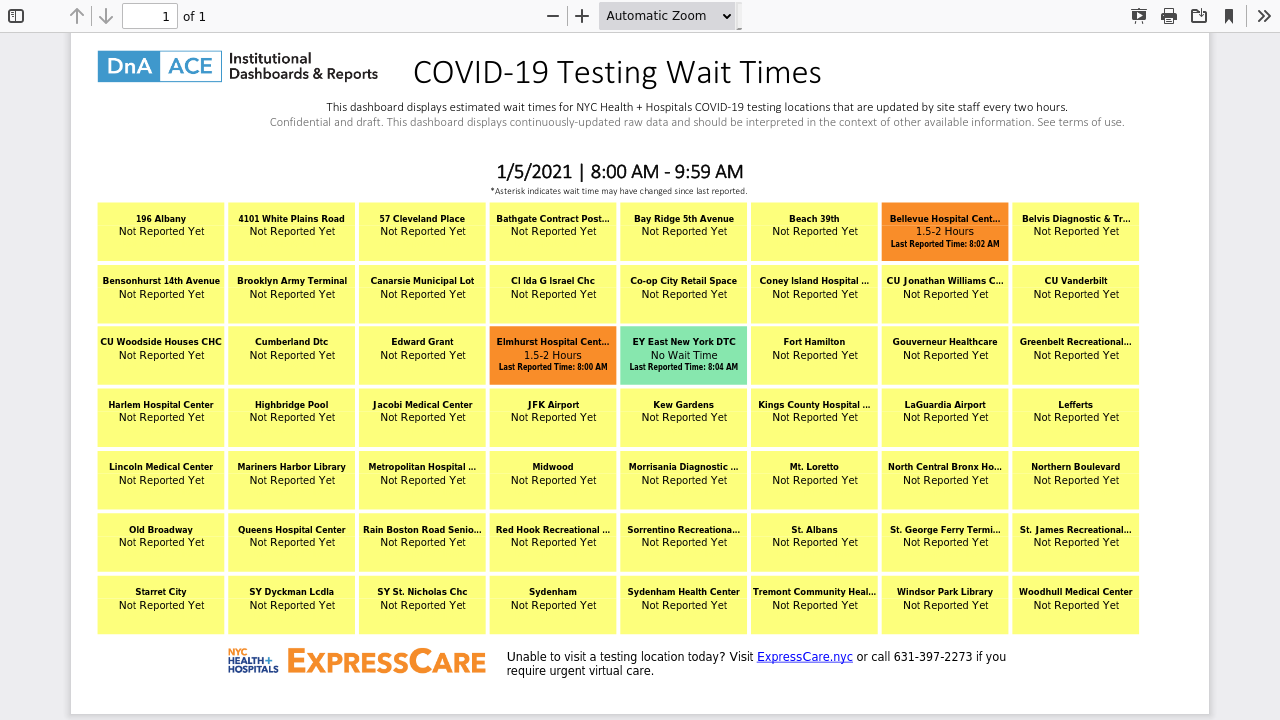 1 of 1 Automatic Zoom
DnA ACE Institutional Dashboards & Reports
COVID-19 Testing Wait Times
This dashboard displays estimated wait times for NYC Health + Hospitals COVID-19 testing locations that are updated by site staff every two hours.
Confidential and draft. This dashboard displays continuously-updated raw data and should be interpreted in the context of other available information. See terms of use.
1/5/2021 | 8:00 AM - 9:59 AM
*Asterisk indicates wait time may have changed since last reported.
196 Albany
Not Reported Yet
4101 White Plains Road
Not Reported Yet
57 Cleveland Place
Not Reported Yet
Bathgate Contract Post...
Not Reported Yet
Bay Ridge 5th Avenue
Not Reported Yet
Beach 39th
Not Reported Yet
Bellevue Hospital Cent...
1.5-2 Hours
Last Reported Time: 8:02 AM
Belvis Diagnostic & Tr...
Not Reported Yet
Bensonhurst 14th Avenue
Not Reported Yet
Brooklyn Army Terminal
Not Reported Yet
Canarsie Municipal Lot
Not Reported Yet
CI Ida G Israel Chc
Not Reported Yet
Co-op City Retail Space
Not Reported Yet
Coney Island Hospital ...
Not Reported Yet
CU Jonathan Williams C...
Not Reported Yet
CU Vanderbilt
Not Reported Yet
CU Woodside Houses CHC
Not Reported Yet
Cumberland Dtc
Not Reported Yet
Edward Grant
Not Reported Yet
Elmhurst Hospital Cent...
1.5-2 Hours
Last Reported Time: 8:00 AM
EY East New York DTC
No Wait Time
Last Reported Time: 8:04 AM
Fort Hamilton
Not Reported Yet
Gouverneur Healthcare
Not Reported Yet
Greenbelt Recreational...
Not Reported Yet
Harlem Hospital Center
Not Reported Yet
Highbridge Pool
Not Reported Yet
Jacobi Medical Center
Not Reported Yet
JFK Airport
Not Reported Yet
Kew Gardens
Not Reported Yet
Kings County Hospital ...
Not Reported Yet
LaGuardia Airport
Not Reported Yet
Lefferts
Not Reported Yet
Lincoln Medical Center
Not Reported Yet
Mariners Harbor Library
Not Reported Yet
Metropolitan Hospital ...
Not Reported Yet
Midwood
Not Reported Yet
Morrisania Diagnostic ...
Not Reported Yet
Mt. Loretto
Not Reported Yet
North Central Bronx Ho...
Not Reported Yet
Northern Boulevard
Not Reported Yet
Old Broadway
Not Reported Yet
Queens Hospital Center
Not Reported Yet
Rain Boston Road Senio...
Not Reported Yet
Red Hook Recreational ...
Not Reported Yet
Sorrentino Recreationa...
Not Reported Yet
St. Albans
Not Reported Yet
St. George Ferry Termi...
Not Reported Yet
St. James Recreational...
Not Reported Yet
Starret City
Not Reported Yet
SY Dyckman Lcdla
Not Reported Yet
SY St. Nicholas Chc
Not Reported Yet
Sydenham
Not Reported Yet
Sydenham Health Center
Not Reported Yet
Tremont Community Heal...
Not Reported Yet
Windsor Park Library
Not Reported Yet
Woodhull Medical Center
Not Reported Yet
NYC HEALTH+ HOSPITALS
EXPRESSCARE
Unable to visit a testing location today? Visit ExpressCare.nyc or call 631-397-2273 if you
require urgent virtual care.